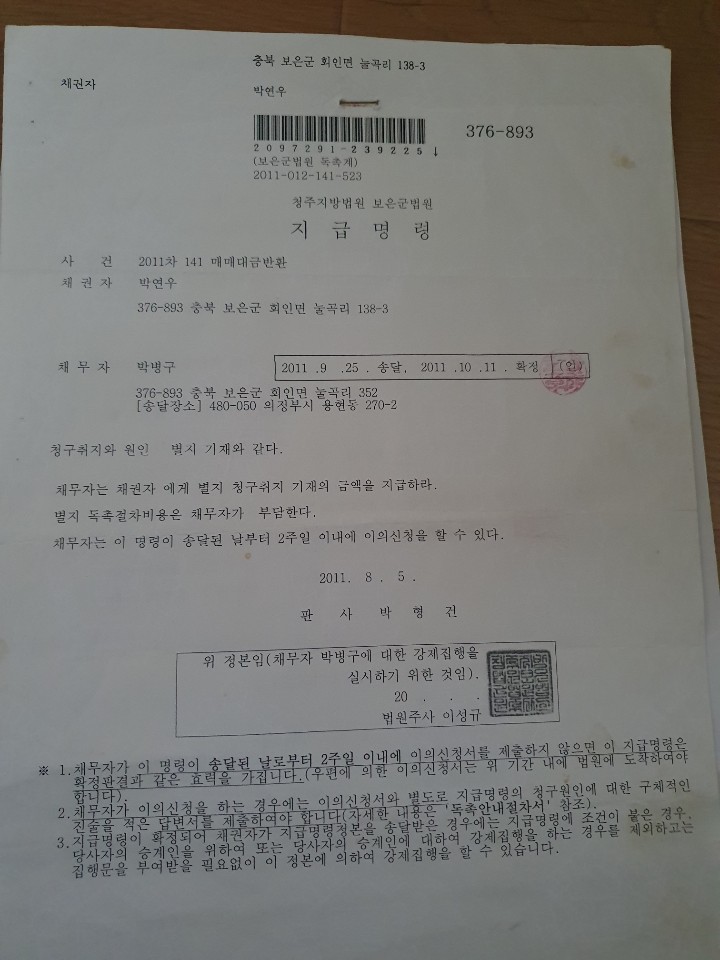 충북 보은군 회인면 눌곡리 138-3
채권자
박연우
376-893
2097291-239225
(보은군법원 독촉계)
2011-012-141-523
청주지방법원 보은군법원
지 급 명 령
사 건 2011차 141 매매대금반환
채 권 자 박연우
376-893 충북 보은군 회인면 눌곡리 138-3
채 무 자 박병구
2011 .9 .25. 송달, 2011 .10 .11. 확정 (인)
376-893 충북 보은군 회인면 눌곡리 352
[송달장소] 480-050 의정부시 용현동 270-2
청구취지와 원인 별지 기재와 같다.
채무자는 채권자 에게 별지 청구취지 기재의 금액을 지급하라.
별지 독촉절차비용은 채무자가 부담한다.
채무자는 이 명령이 송달된 날부터 2주일 이내에 이의신청을 할 수 있다.
2011. 8. 5.
판 사 박 형 건
위 정본임(채무자 박병구에 대한 강제집행을
실시하기 위한 것임).
20 . . .
법원주사 이성규
※ 1.채무자가 이 명령이 송달된 날로부터 2주일 이내에 이의신청서를 제출하지 않으면 이 지급명령은
확정판결과 같은 효력을 가집니다.(우편에 의한 이의신청서는 위 기간 내에 법원에 도착하여야
합니다).
2.채무자가 이의신청을 하는 경우에는 이의신청서와 별도로 지급명령의 청구원인에 대한 구체적인
진술을 적은 답변서를 제출하여야 합니다(자세한 내용은 '독촉안내절차서' 참조).
3.지급명령이 확정되어 채권자가 지급명령정본을 송달받은 경우에는 지급명령에 조건이 붙은 경우,
당사자의 승계인을 위하여 또는 당사자의 승계인에 대하여 강제집행을 하는 경우를 제외하고는
집행문을 부여받을 필요없이 이 정본에 의하여 강제집행을 할 수 있습니다.